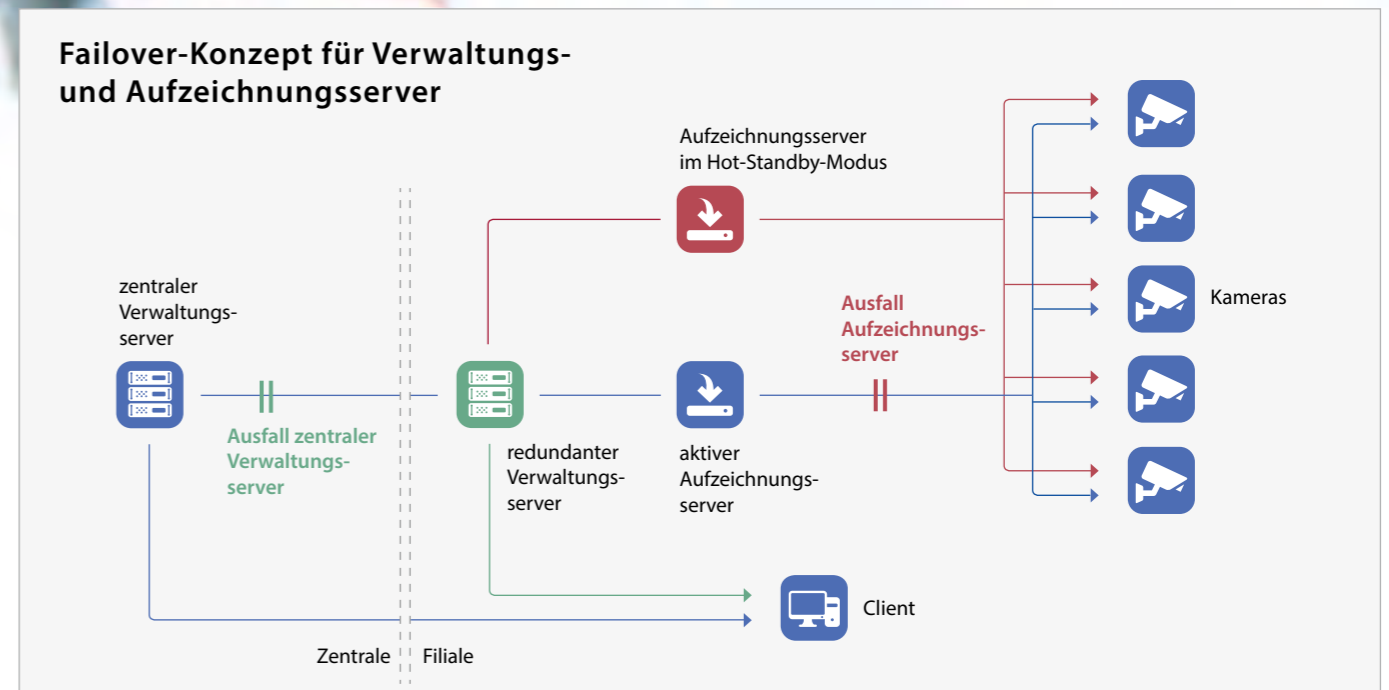 Failover-Konzept für Verwaltungs-
und Aufzeichnungsserver
Aufzeichnungsserver
im Hot-Standby-Modus
zentraler
Verwaltungs-
server
Ausfall
Aufzeichnungs-
server
Kameras
Ausfall zentraler
Verwaltungs-
server
redundanter
Verwaltungs-
server
aktiver
Aufzeichnungs-
server
Client
Zentrale
Filiale